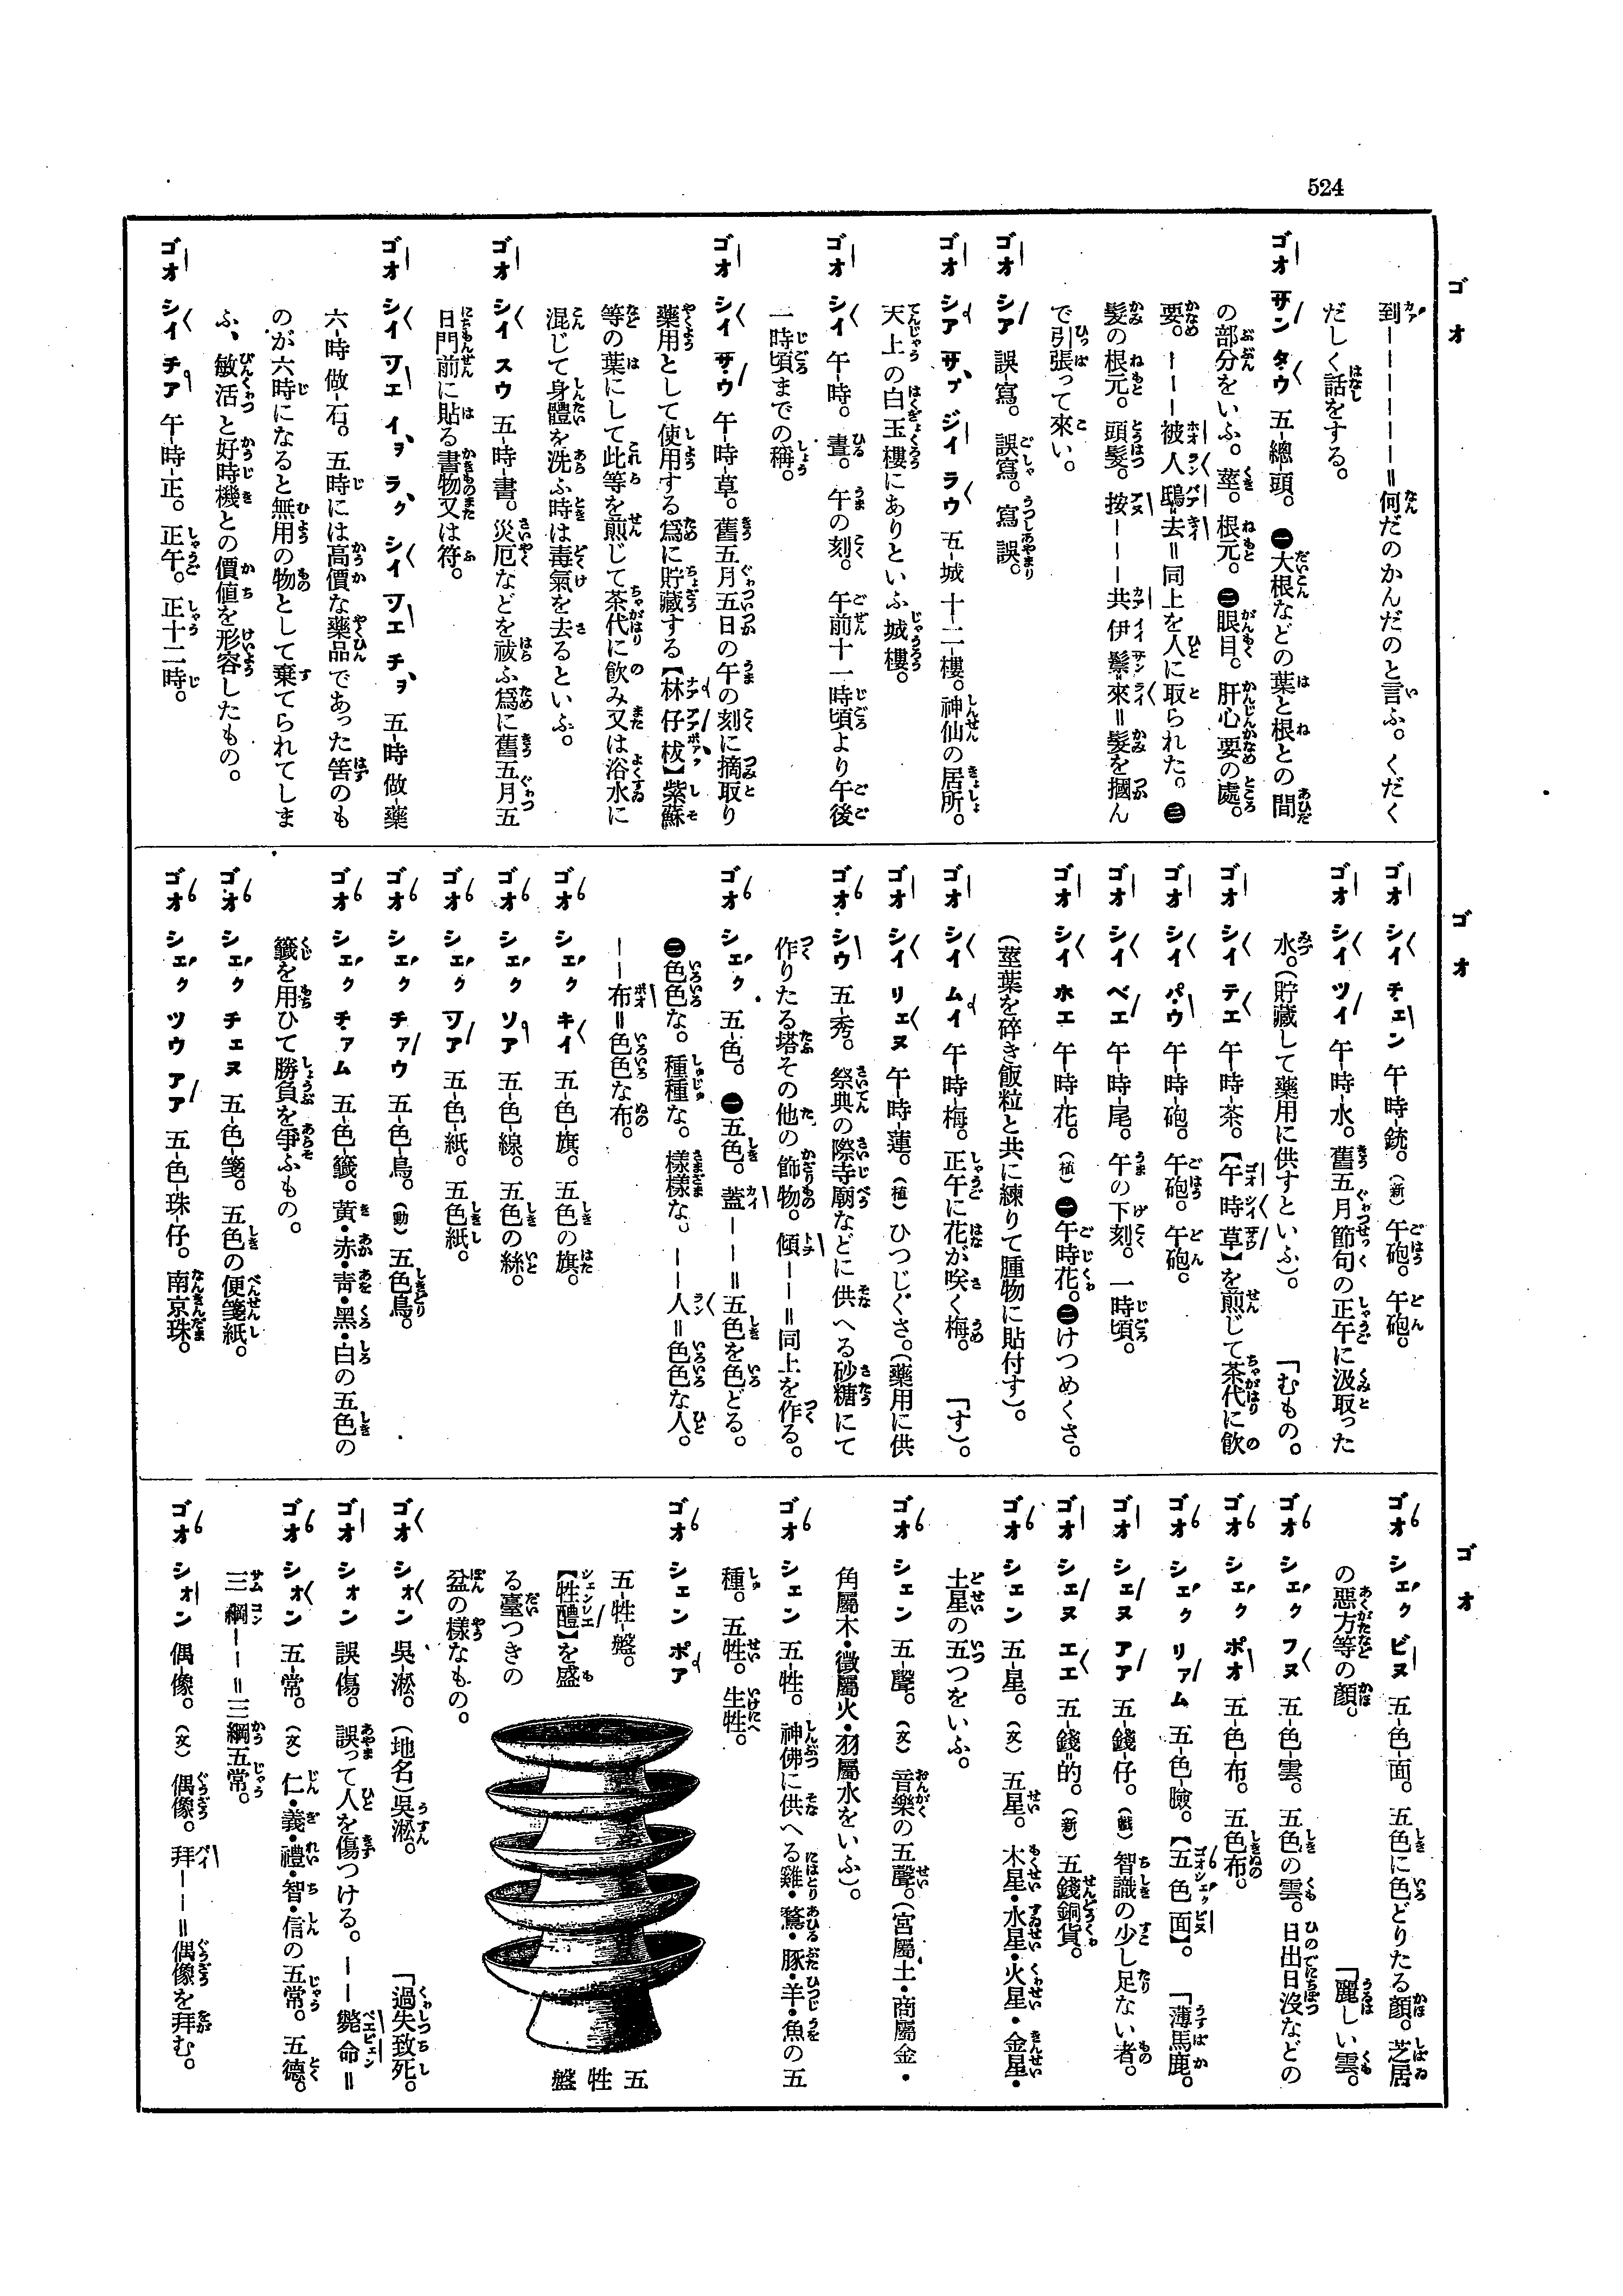 524
ゴオ
到－－－－－－＝何だのかんだのと言ふ。くだく
だしく話をする。
ゴオ サン タウ 五-總頭。 ㊀大根などの葉と根との間
の部分をいふ。莖。根元。㊁眼目。肝心要の處。
要。－－－被人鴟"去＝同上を人に取られた。㊂
髮の根元。頭髮。按－－－共伊鬃"來＝髮を摑ん
で引張って來い。
ゴオ シア 誤-寫。誤寫。寫誤。
ゴオ シア サプ ジイ ラウ 五-城 十二-樓。神仙の居所。
天上の白玉樓にありといふ城樓。
ゴオ シイ 午-時。晝。午の刻。午前十一時頃より午後
一時頃までの稱。
ゴオ シイ サウ 午-時-草。舊五月五日の午の刻に摘取り
藥用として使用する爲に貯藏する【林仔茇】紫蘇
等の葉にして此等を煎じて茶代に飮み又は浴水に
混じて身體を洗ふ時は毒氣を去るといふ。
ゴオ シイ スウ 五-時-書。災厄などを祓ふ爲に舊五月五
日門前に貼る書物又は符。
ゴオ シイ ツエ イヲ ラク シイ ツエ チヲ 五-時 做-藥
六-時 做-石。五時には高價な藥品であった筈のも
のが六時になると無用の物として棄てられてしま
ふ、敏活と好時機との價値を形容したもの。
ゴオ シイ チア 午-時-正。正午。正十二時。
ゴオ
ゴオ シイ チェン 午時-銃。(新) 午砲。午砲。
ゴオ シイ ツイ 午時-水。舊五月節句の正午に汲取った
水。(貯藏して藥用に供すといふ)。 「むもの。
ゴオ シイ テエ 午時-茶。【午時草】を煎じて茶代に飮
ゴオ シイ パウ 午時-砲。午砲。午砲。
ゴオ シイ ベエ 午時-尾。午の下刻。一時頃。
ゴオ シイ ホエ 午時-花。(植) ㊀午時花。㊁けつめくさ。
(莖葉を碎き飯粒と共に練りて腫物に貼付す)。
ゴオ シイ ムイ 午時-梅。正午に花が咲く梅。 「す)。
ゴオ シイ リェヌ 午時-蓮。(植) ひつじぐさ。(藥用に供
ゴオ シウ 五-秀。祭典の際寺廟などに供へる砂糖にて
作りたる塔その他の飾物。傾－－＝同上を作る。
ゴオ シェク 五-色。㊀五色。蓋－－＝五色を色どる。
㊁色色な。種種な。樣樣な。－－人＝色色な人。
－－布＝色色な布。
ゴオ シェク キイ 五-色-旗。五色の旗。
ゴオ シェク ソア 五-色-線。五色の絲。
ゴオ シェク ツア 五-色-紙。五色紙。
ゴオ シェク チァウ 五-色-鳥。(動) 五色鳥。
ゴオ シェク チァム 五-色-籤。黃・赤・靑・黑・白の五色の
籤を用ひて勝負を爭ふもの。
ゴオ シェク チェヌ 五-色-箋。五色の便箋紙。
ゴオ シェク ツウ アア 五-色-珠-仔。南京珠。
ゴオ
ゴオ シェク ビヌ 五-色-面。五色に色どりたる顏。芝居
の惡方等の顏。 「麗しい雲。
ゴオ シェク フヌ 五-色-雲。五色の雲。日出日沒などの
ゴオ シェク ポオ 五-色-布。五色布。
ゴオ シェク リァム 五-色-瞼。【五色面】。 「薄馬鹿。
ゴオ シェヌ アア 五-錢-仔。(戲) 智識の少し足ない者。
ゴオ シェヌ エエ 五-錢"的。(新) 五錢銅貨。
ゴオ シェン 五-星。(文) 五星。木星・水星・火星・金星・
土星の五つをいふ。
ゴオ シェン 五-聲。(文) 音樂の五聲。(宮屬土・商屬金・
角屬木・徵屬火・羽屬水をいふ)。
ゴオ シェン 五-牲。神佛に供へる雞・鶩・豚・羊・魚の五
種。五牲。生牲。
ゴオ シェン ポア
五-牲-盤。
【牲醴】を盛
る臺つきの
盆の樣なもの。
五牲盤
ゴオ シォン 吳-淞。(地名)吳淞。 「過失致死。
ゴオ シォン 誤-傷。誤って人を傷つける。－－斃命＝
ゴオ シォン 五-常。(文) 仁・義・禮・智・信の五常。五德。
三綱－－＝三綱五常。
ゴオ シォン 偶-像。(文) 偶像。拜－－＝偶像を拜む。
ゴオ